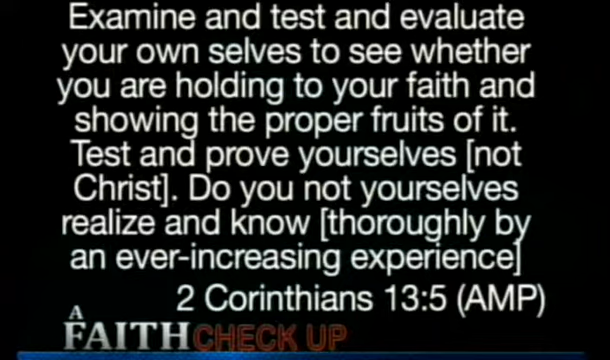 Examine and test and evaluate
your own selves to see whether
you are holding to your faith and
showing the proper fruits of it.
Test and prove yourselves [not
Christ]. Do you not yourselves
realize and know [thoroughly by
an ever-increasing experience]
2 Corinthians 13:5 (AMP)
A
FAITH CHECK UP